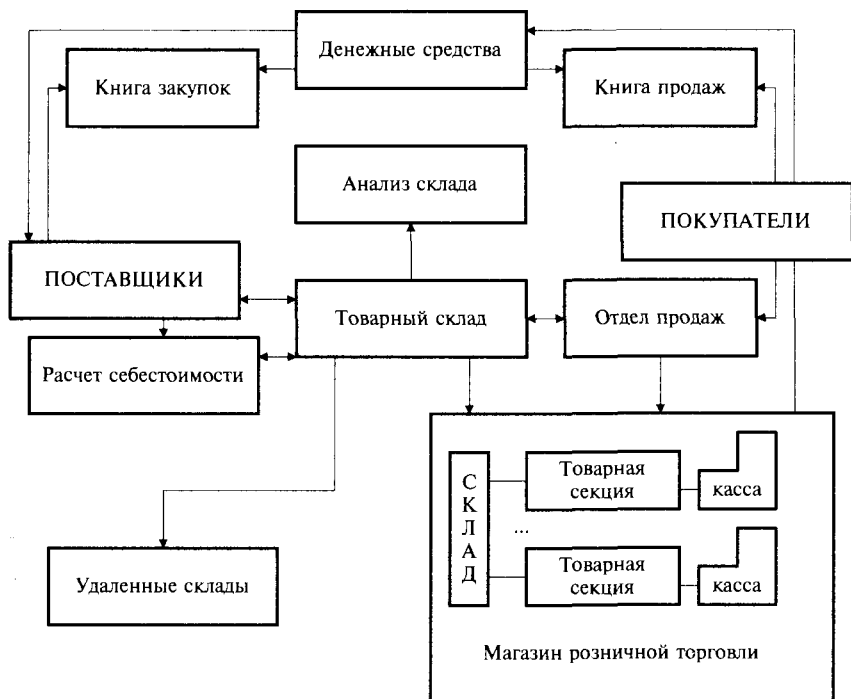 Денежные средства
Книга закупок
Книга продаж
Анализ склада
ПОКУПАТЕЛИ
ПОСТАВЩИКИ
Товарный склад
Отдел продаж
Расчет себестоимости
СКЛАД
Товарная
секция
касса
...
Товарная
секция
касса
Удаленные склады
Магазин розничной торговли